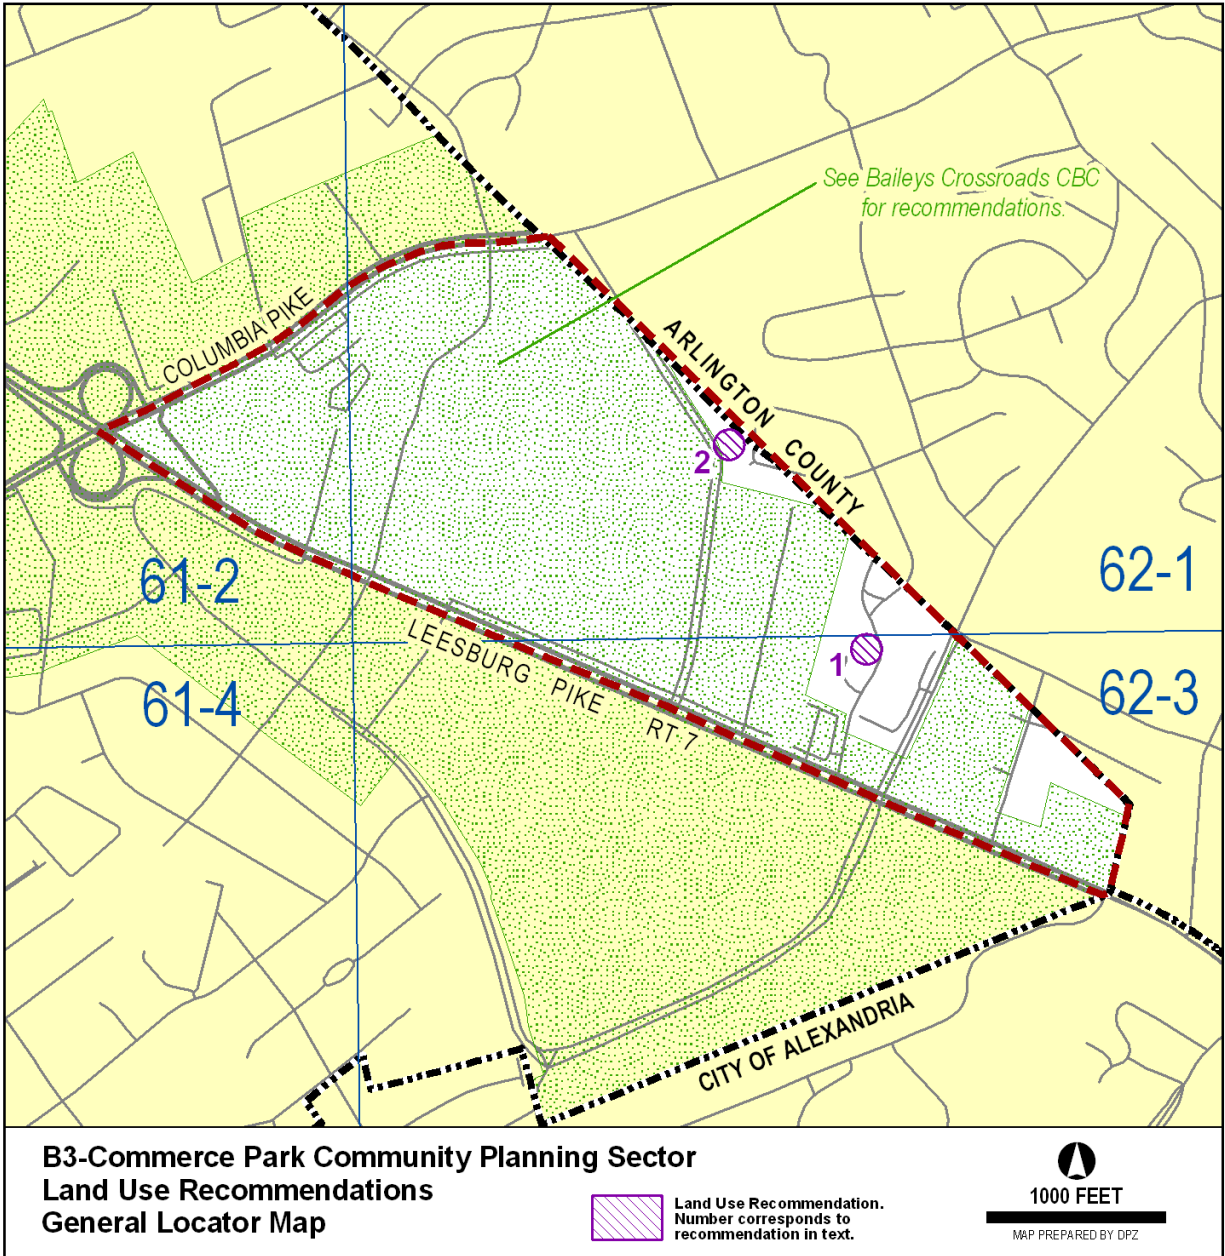 See Baileys Crossroads CBC
for recommendations.
COLUMBIA PIKE
ARLINGTON COUNTY
2
61-2
62-1
1
LEESBURG PIKE RT 7
61-4
62-3
CITY OF ALEXANDRIA
B3-Commerce Park Community Planning Sector
Land Use Recommendations
General Locator Map
Land Use Recommendation.
Number corresponds to
recommendation in text.
1000 FEET
MAP PREPARED BY DPZ